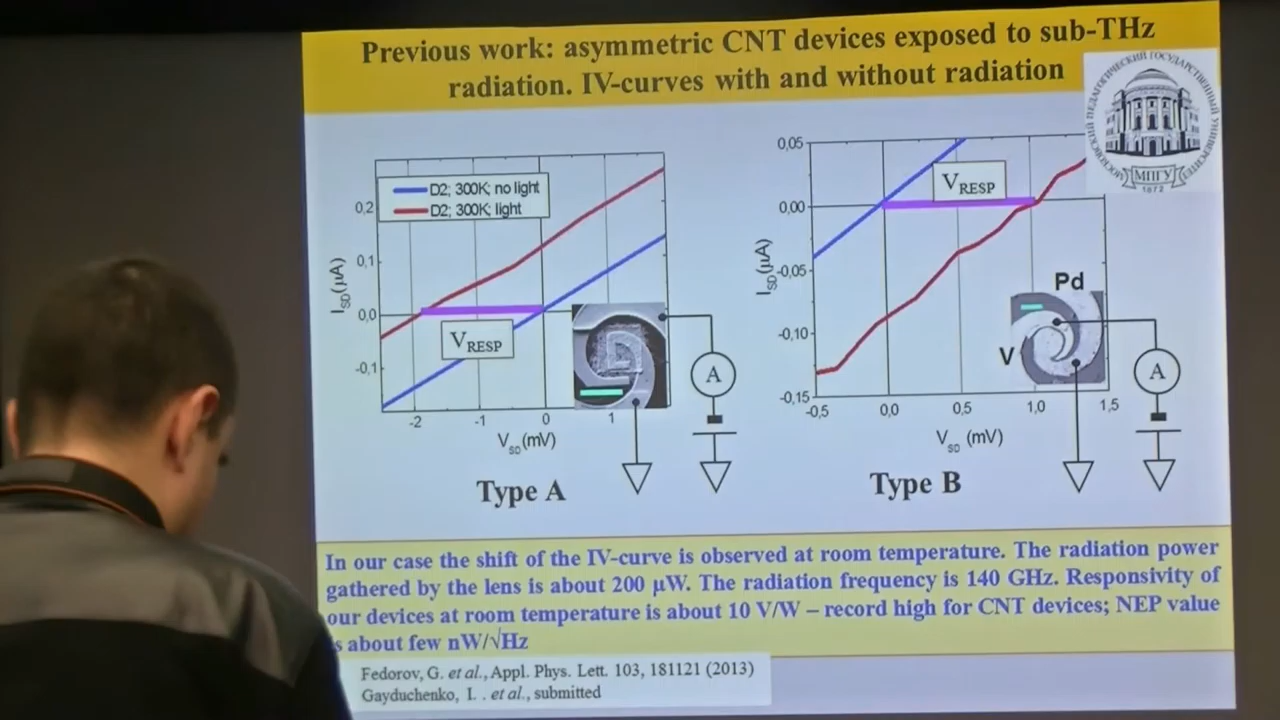 Previous work: asymmetric CNT devices exposed to sub-THz
radiation. IV-curves with and without radiation
МОСКОВСКИЙ ПЕДАГОГИЧЕСКИЙ ГОСУДАРСТВЕННЫЙ УНИВЕРСИТЕТ
МПГУ
1872
D2; 300K; no light
D2; 300K; light
0,2
0,1
0,0
-0,1
I_SD(μA)
V_RESP
-2
-1
0
1
V_SD(mV)
A
Type A
0,05
0,00
-0,05
-0,10
-0,15
I_SD(μA)
V_RESP
Pd
V
-0,5
0,0
0,5
1,0
1,5
V_SD (mV)
A
Type B
In our case the shift of the IV-curve is observed at room temperature. The radiation power
gathered by the lens is about 200 μW. The radiation frequency is 140 GHz. Responsivity of
our devices at room temperature is about 10 V/W – record high for CNT devices; NEP value
is about few nW/√Hz
Fedorov, G. et al., Appl. Phys. Lett. 103, 181121 (2013)
Gayduchenko, I. . et al., submitted